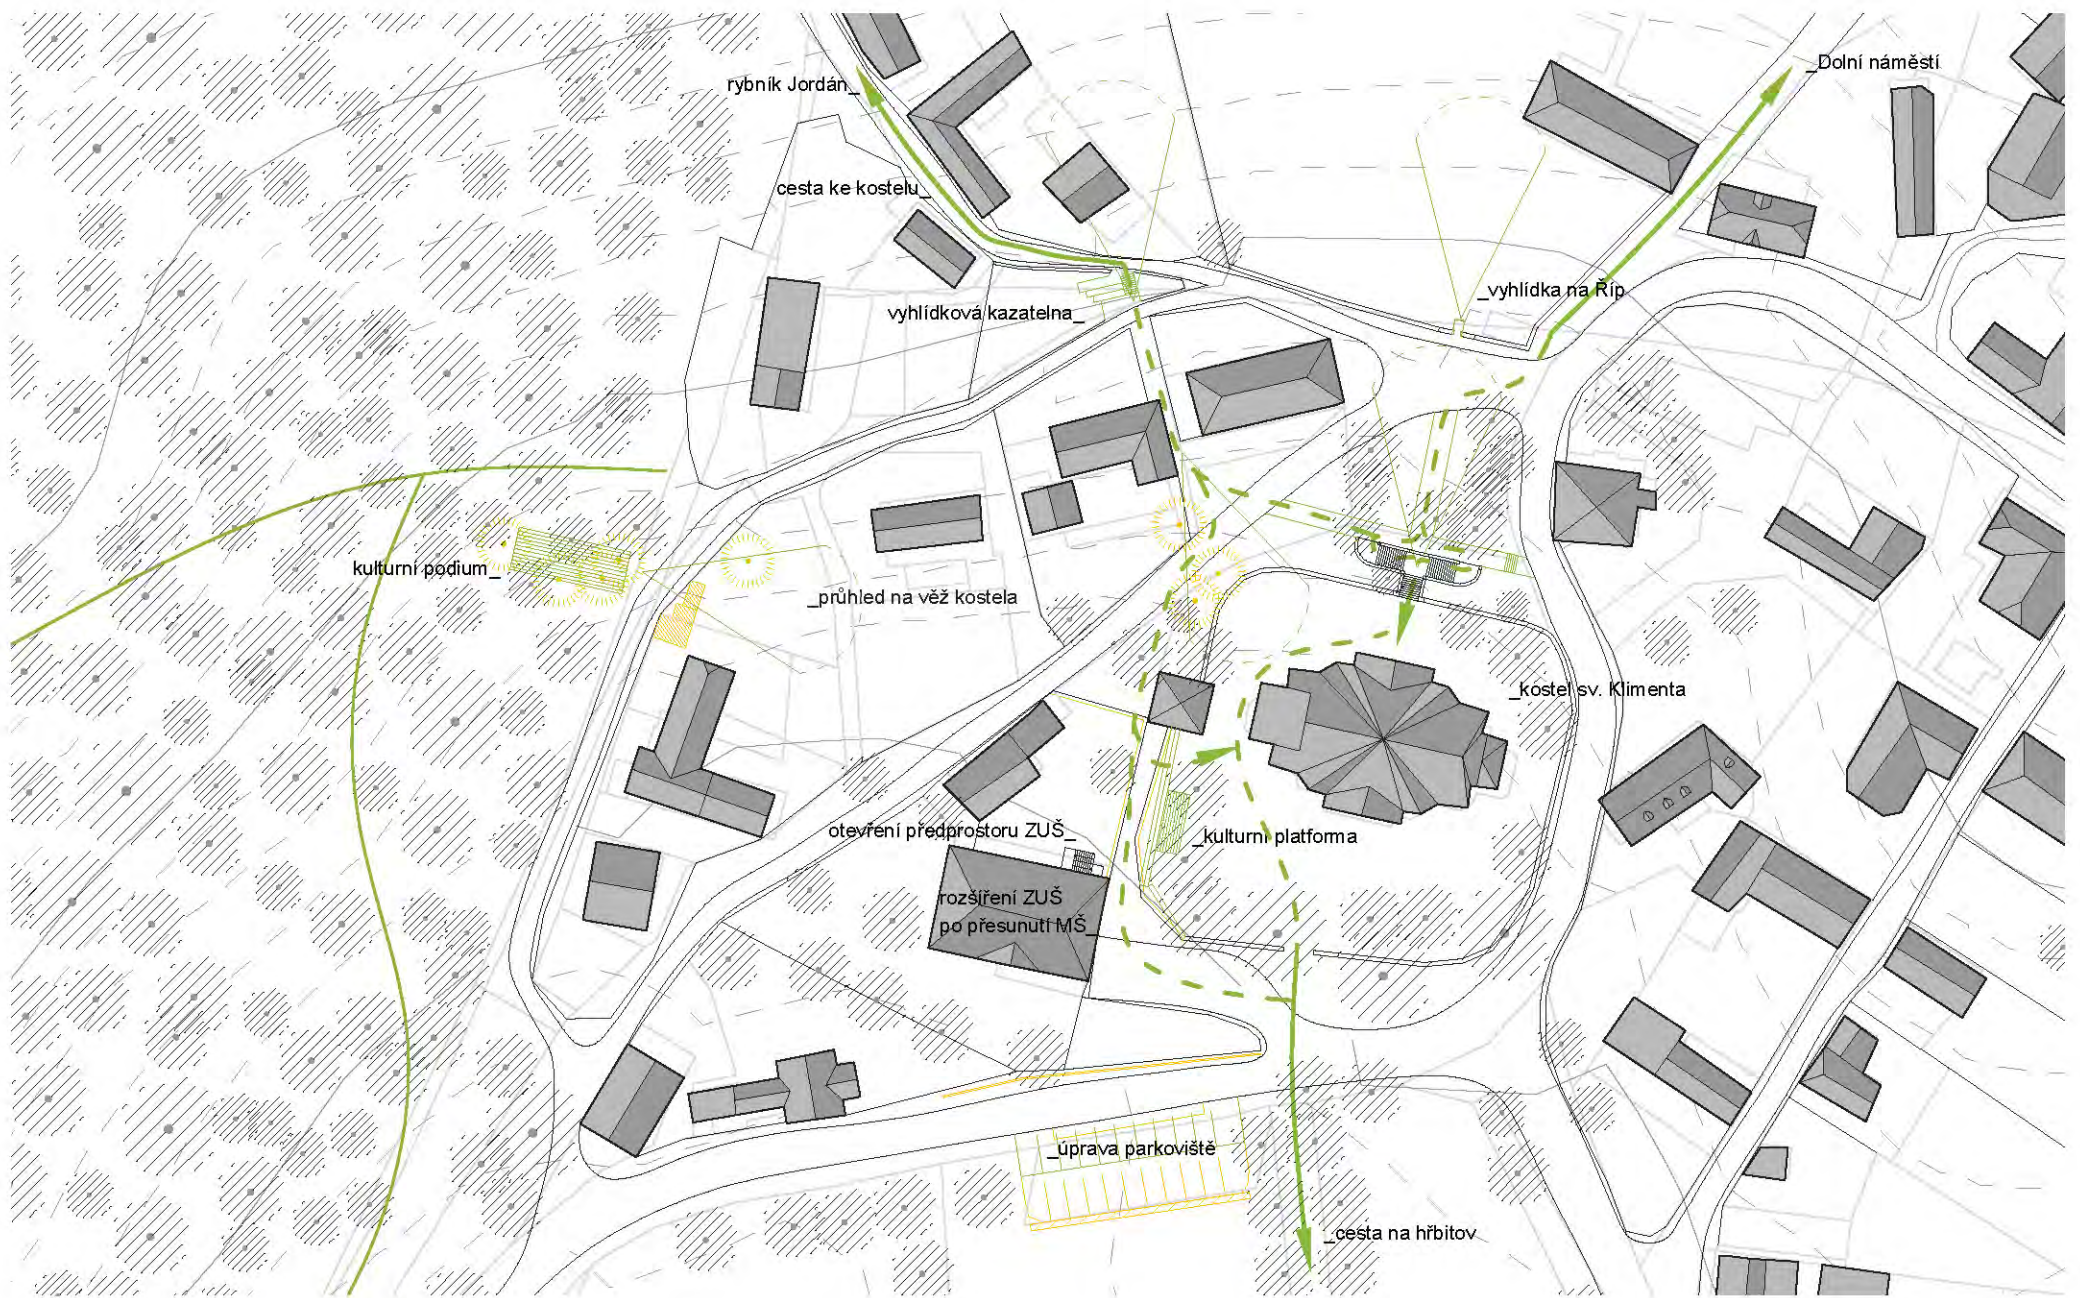 _Dolní náměstí
rybník Jordán_
cesta ke kostelu_
_vyhlídka na Říp
vyhlídková kazatelna_
kulturní podium_
_průhled na věž kostela
_kostel sv. Klimenta
otevření předprostoru ZUŠ_
_kulturní platforma
rozšíření ZUŠ
po přesunutí MŠ_
_úprava parkoviště
_cesta na hřbitov